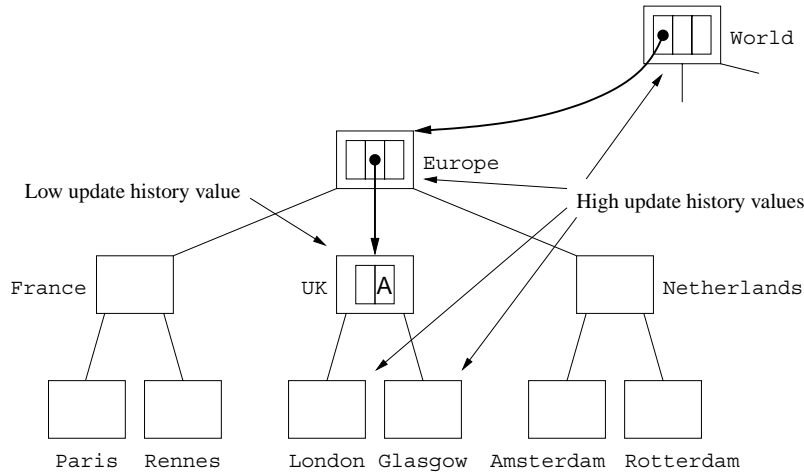 World
Europe
Low update history value
High update history values
France
UK
A
Netherlands
Paris
Rennes
London
Glasgow
Amsterdam
Rotterdam